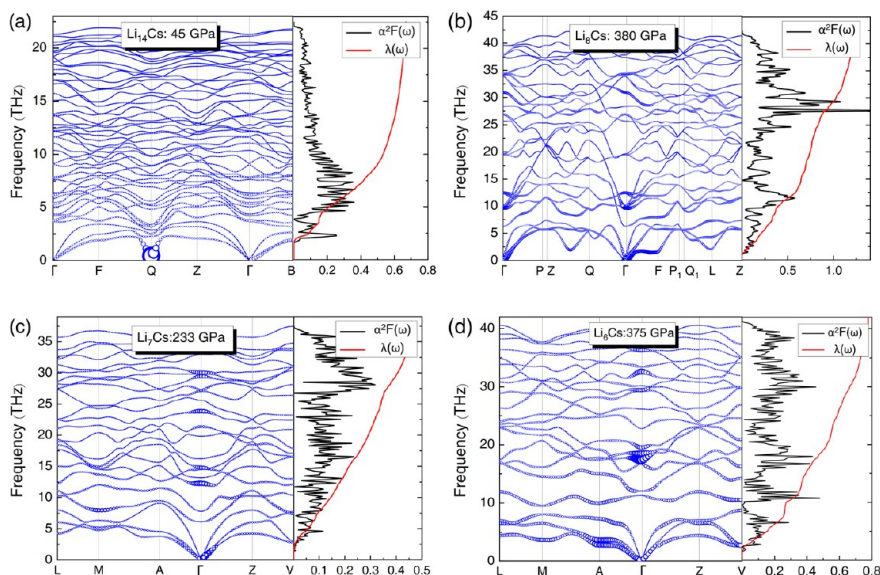 (a)
Li₁₄Cs: 45 GPa
α²F(ω)
λ(ω)
Frequency (THz)
20
15
10
5
0
Γ F Q Z Γ B 0.2 0.4 0.6 0.8
(b)
Li₈Cs: 380 GPa
α²F(ω)
λ(ω)
Frequency (THz)
45
40
35
30
25
20
15
10
5
0
Γ P Z Q Γ F P₁ Q₁ L Z 0.5 1.0
(c)
Li₇Cs:233 GPa
α²F(ω)
λ(ω)
Frequency (THz)
35
30
25
20
15
10
5
0
L M A Γ Z V 0.1 0.2 0.3 0.4 0.5
(d)
Li₆Cs:375 GPa
α²F(ω)
λ(ω)
Frequency (THz)
40
30
20
10
0
L M A Γ Z V 0.2 0.4 0.6 0.8